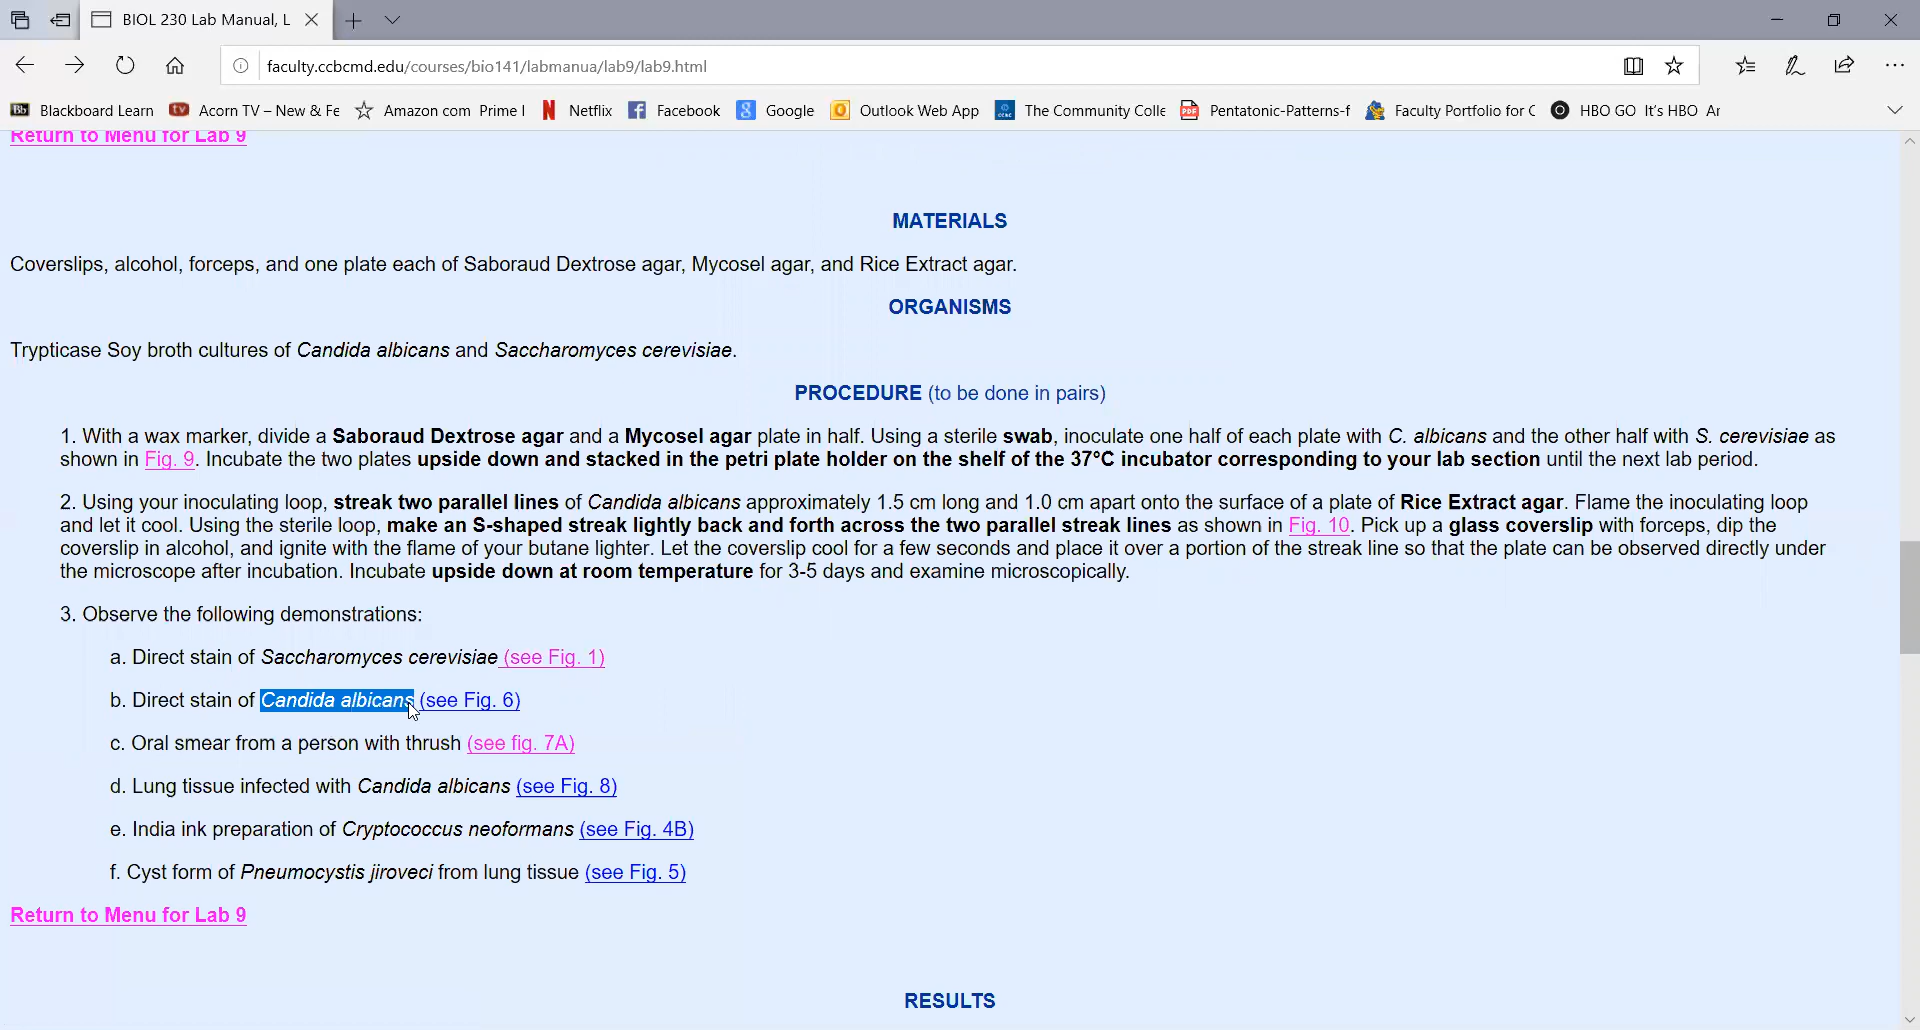 BIOL 230 Lab Manual, L
faculty.ccbcmd.edu/courses/bio141/labmanua/lab9/lab9.html
Bb Blackboard Learn tv Acorn TV – New & Fe Amazon com Prime I N Netflix f Facebook g Google Outlook Web App The Community Colle PDF Pentatonic-Patterns-f Faculty Portfolio for C HBO GO It's HBO Ar
Return to Menu for Lab 9
MATERIALS
Coverslips, alcohol, forceps, and one plate each of Saboraud Dextrose agar, Mycosel agar, and Rice Extract agar.
ORGANISMS
Trypticase Soy broth cultures of Candida albicans and Saccharomyces cerevisiae.
PROCEDURE (to be done in pairs)
1. With a wax marker, divide a Saboraud Dextrose agar and a Mycosel agar plate in half. Using a sterile swab, inoculate one half of each plate with C. albicans and the other half with S. cerevisiae as
shown in Fig. 9. Incubate the two plates upside down and stacked in the petri plate holder on the shelf of the 37°C incubator corresponding to your lab section until the next lab period.
2. Using your inoculating loop, streak two parallel lines of Candida albicans approximately 1.5 cm long and 1.0 cm apart onto the surface of a plate of Rice Extract agar. Flame the inoculating loop
and let it cool. Using the sterile loop, make an S-shaped streak lightly back and forth across the two parallel streak lines as shown in Fig. 10. Pick up a glass coverslip with forceps, dip the
coverslip in alcohol, and ignite with the flame of your butane lighter. Let the coverslip cool for a few seconds and place it over a portion of the streak line so that the plate can be observed directly under
the microscope after incubation. Incubate upside down at room temperature for 3-5 days and examine microscopically.
3. Observe the following demonstrations:
a. Direct stain of Saccharomyces cerevisiae (see Fig. 1)
b. Direct stain of Candida albicans (see Fig. 6)
c. Oral smear from a person with thrush (see fig. 7A)
d. Lung tissue infected with Candida albicans (see Fig. 8)
e. India ink preparation of Cryptococcus neoformans (see Fig. 4B)
f. Cyst form of Pneumocystis jiroveci from lung tissue (see Fig. 5)
Return to Menu for Lab 9
RESULTS